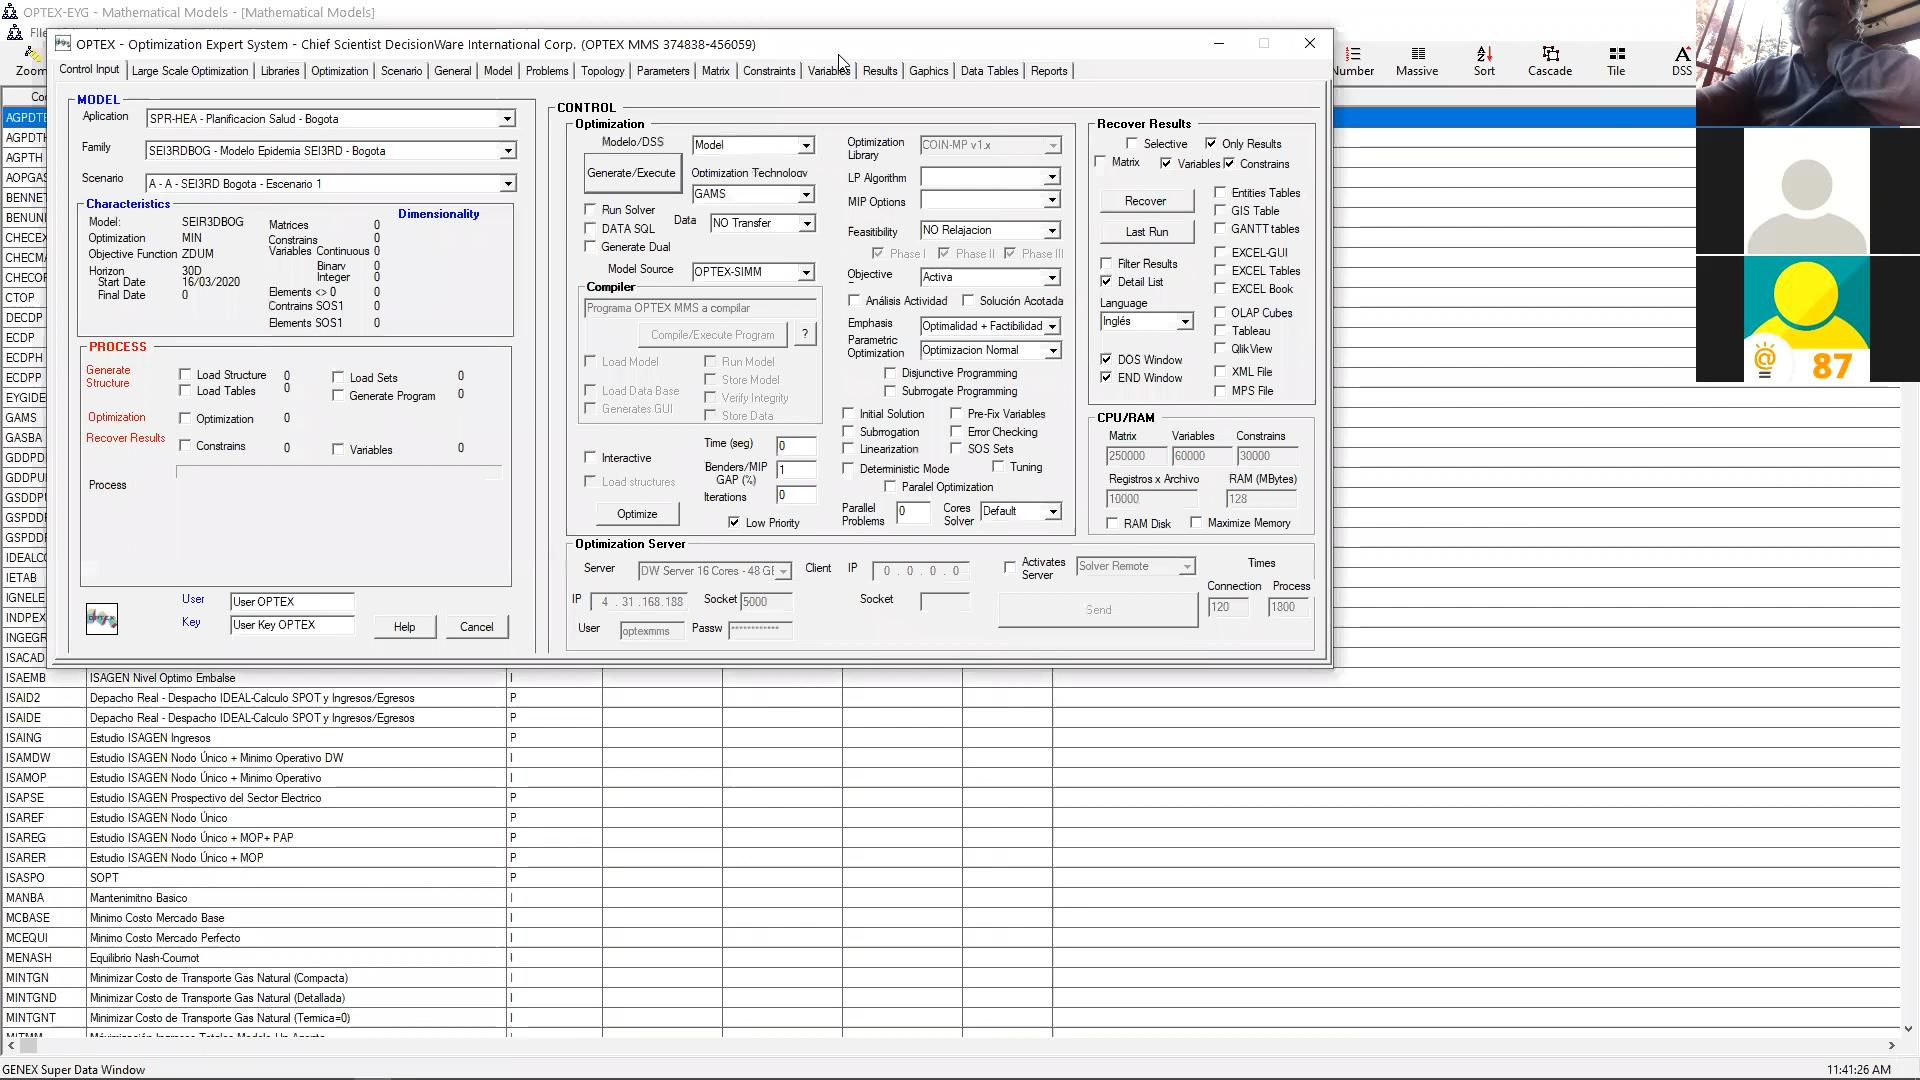 OPTEX-EYG - Mathematical Models - [Mathematical Models]
File
Zoom
Number Massive Sort Cascade Tile DSS
OPTEX - Optimization Expert System - Chief Scientist DecisionWare International Corp. (OPTEX MMS 374838-456059)
Control Input Large Scale Optimization Libraries Optimization Scenario General Model Problems Topology Parameters Matrix Constraints Variables Results Gaphics Data Tables Reports
MODEL
Aplication SPR-HEA - Planificacion Salud - Bogota
Family SEI3RDBOG - Modelo Epidemia SEI3RD - Bogota
Scenario A - A - SEI3RD Bogota - Escenario 1
Characteristics
Dimensionality
Model: SEIR3DBOG
Optimization MIN
Objective Function ZDUM
Horizon 30D
Start Date 16/03/2020
Final Date 0
Matrices 0
Constrains 0
Variables Continuous 0
Binary 0
Integer 0
Elements <> 0 0
Contrains SOS1 0
Elements SOS1 0
PROCESS
Generate Structure
Load Structure 0 Load Sets 0
Load Tables 0 Generate Program 0
Optimization Optimization 0
Recover Results
Constrains 0 Variables 0
Process
User User OPTEX
Key User Key OPTEX
Help Cancel
CONTROL
Optimization
Modelo/DSS Model
Generate/Execute
Optimization Technology
GAMS
Run Solver
DATA SQL
Data NO Transfer
Generate Dual
Model Source OPTEX-SIMM
Compiler
Programa OPTEX MMS a compilar
Compile/Execute Program ?
Load Model Run Model
Store Model
Load Data Base Verify Integrity
Generates GUI Store Data
Time (seg) 0
Interactive
Benders/MIP GAP (%) 1
Load structures
Iterations 0
Optimize
Low Priority
Optimization Library COIN-MP v1.x
LP Algorithm
MIP Options
Feasitibility NO Relajacion
Phase I Phase II Phase III
Objective Activa
Análisis Actividad Solución Acotada
Emphasis Optimalidad + Factibilidad
Parametric Optimization Optimizacion Normal
Disjunctive Programming
Subrrogate Programming
Initial Solution Pre-Fix Variables
Subrrogation Error Checking
Linearization SOS Sets
Deterministic Mode Tuning
Paralel Optimization
Parallel Problems 0 Cores Solver Default
Recover Results
Selective Only Results
Matrix Variables Constrains
Recover
Last Run
Entities Tables
GIS Table
GANTT tables
EXCEL-GUI
Filter Results EXCEL Tables
Detail List EXCEL Book
Language
Inglés
OLAP Cubes
Tableau
QlikView
DOS Window
END Window
XML File
MPS File
CPU/RAM
Matrix Variables Constrains
250000 60000 30000
Registros x Archivo RAM (MBytes)
10000 128
RAM Disk Maximize Memory
Optimization Server
Server DW Server 16 Cores - 48 GE Client IP 0 . 0 . 0 . 0
Activates Server Solver Remote
Times
Connection Process
120 1800
IP 4 . 31 .168.188 Socket 5000 Socket
Send
User optexmms Passw ************
AGPDTE
AGPDTH
AGPTH
AOPGAS
BENNET
BENUNI
CHECEX
CHECMA
CHECOF
CTOP
DECDP
ECDP
ECDPH
ECDPP
EYGIDE
GAMS
GASBA
GDDPD
GDDPU
GSDDPU
GSPDDF
GSPDDP
IDEALCO
IETAB
IGNELE
INDPEX
INGEGR
ISACAD
ISAEMB ISAGEN Nivel Optimo Embalse I
ISAID2 Depacho Real - Despacho IDEAL-Calculo SPOT y Ingresos/Egresos P
ISAIDE Depacho Real - Despacho IDEAL-Calculo SPOT y Ingresos/Egresos P
ISAING Estudio ISAGEN Ingresos P
ISAMDW Estudio ISAGEN Nodo Único + Minimo Operativo DW I
ISAMOP Estudio ISAGEN Nodo Único + Minimo Operativo I
ISAPSE Estudio ISAGEN Prospectivo del Sector Electrico P
ISAREF Estudio ISAGEN Nodo Único P
ISAREG Estudio ISAGEN Nodo Único + MOP+ PAP P
ISARER Estudio ISAGEN Nodo Único + MOP P
ISASPO SOPT P
MANBA Mantenimitno Basico I
MCBASE Minimo Costo Mercado Base I
MCEQUI Minimo Costo Mercado Perfecto I
MENASH Equilibrio Nash-Cournot I
MINTGN Minimizar Costo de Transporte Gas Natural (Compacta) I
MINTGND Minimizar Costo de Transporte Gas Natural (Detallada) I
MINTGNT Minimizar Costo de Transporte Gas Natural (Termica=0) I
GENEX Super Data Window 11:41:26 AM
87